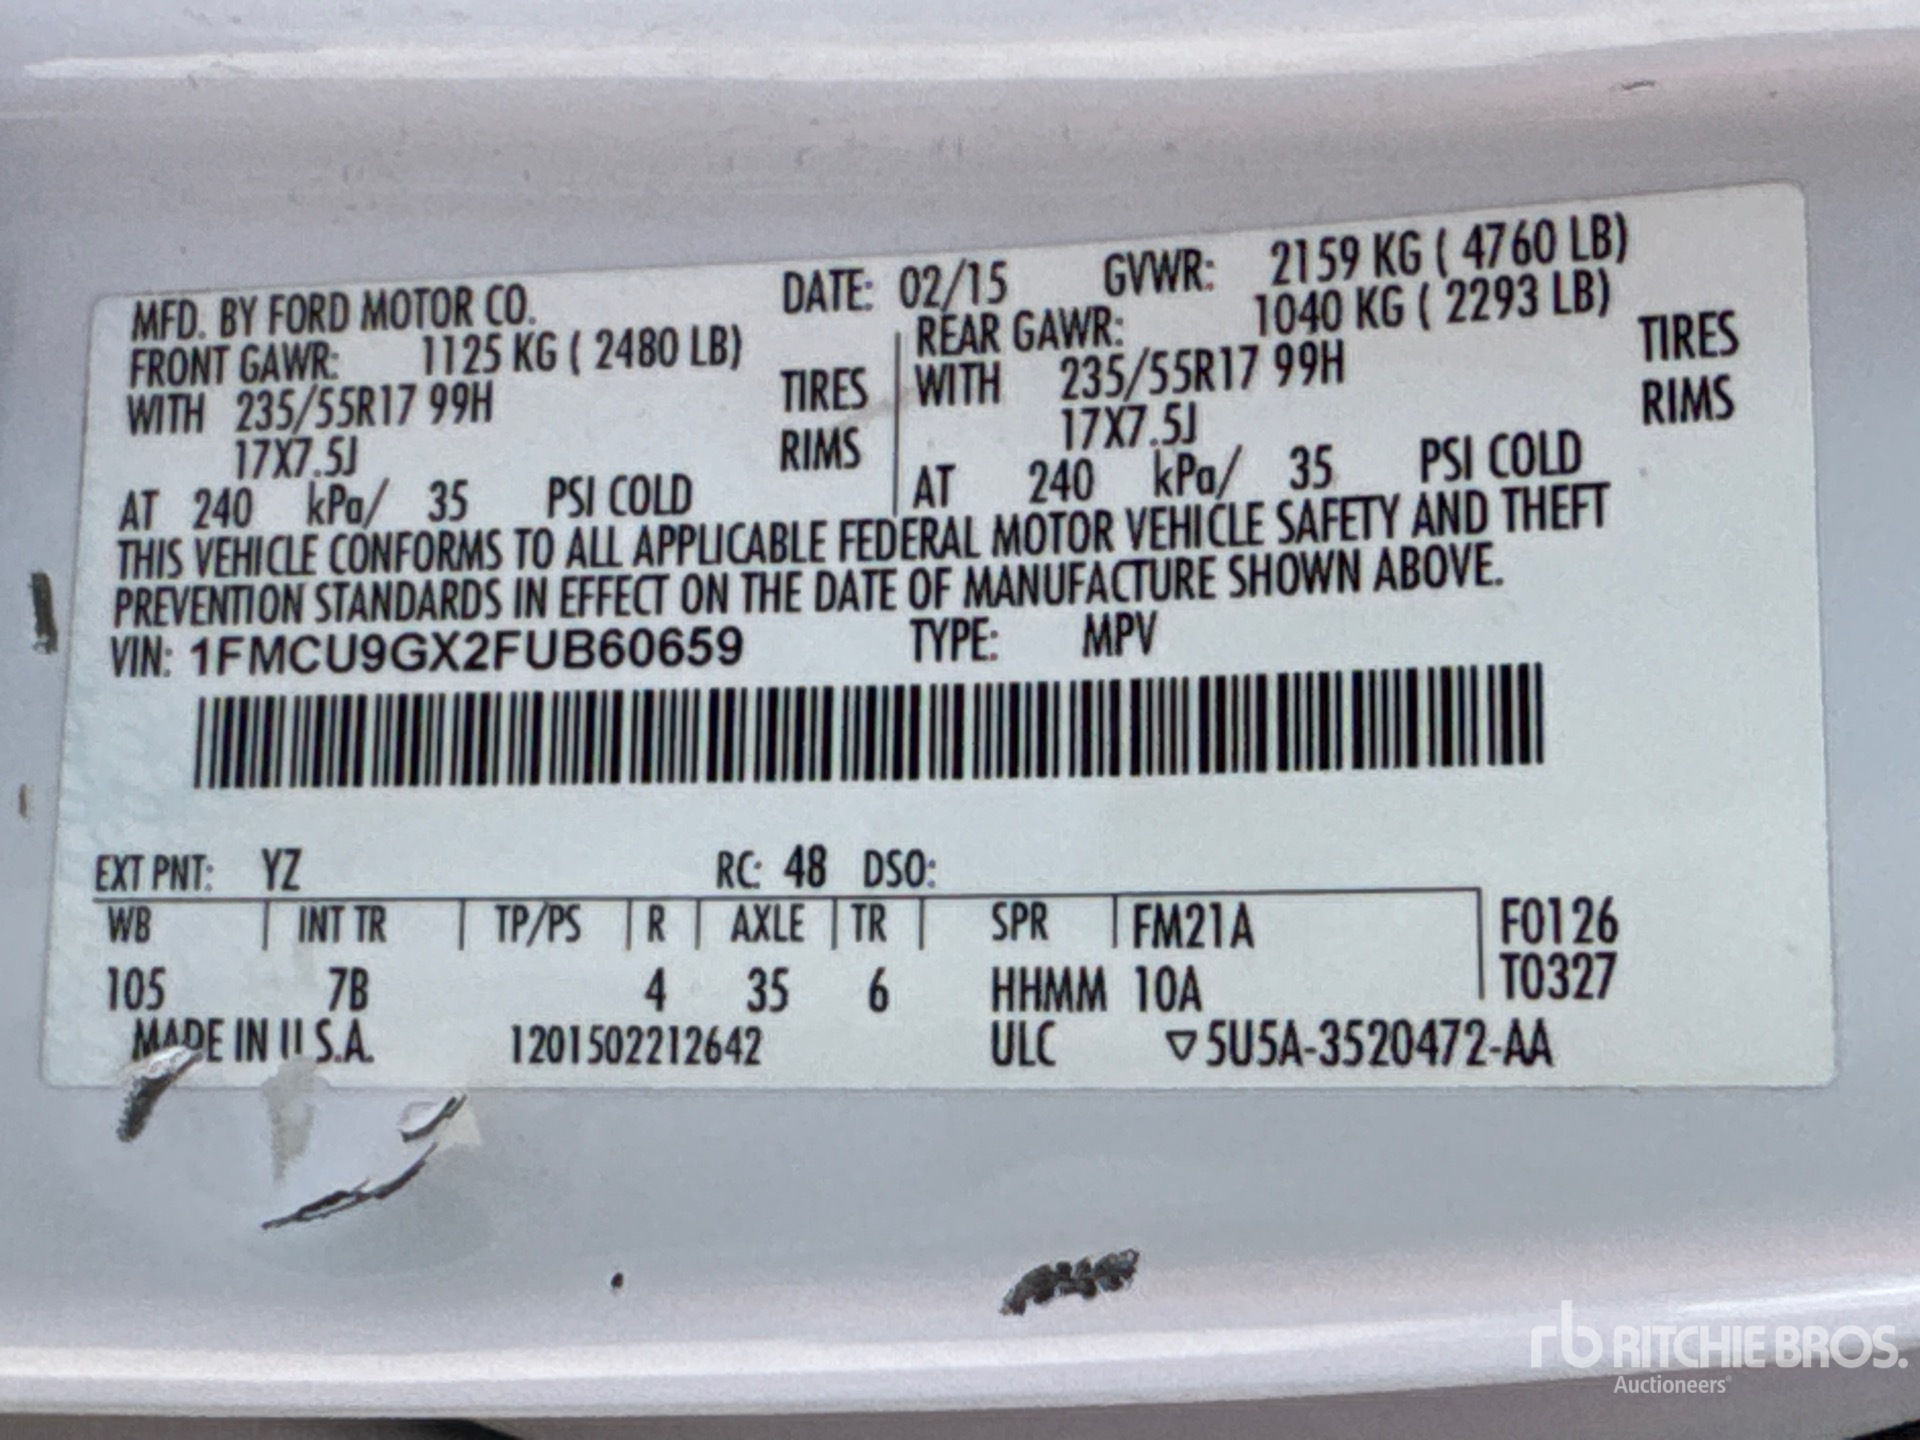 MFD. BY FORD MOTOR CO. DATE: 02/15 GVWR: 2159 KG ( 4760 LB)
FRONT GAWR: 1125 KG ( 2480 LB) REAR GAWR: 1040 KG ( 2293 LB)
WITH 235/55R17 99H TIRES WITH 235/55R17 99H TIRES
17X7.5J RIMS 17X7.5J RIMS
AT 240 kPa/ 35 PSI COLD AT 240 kPa/ 35 PSI COLD
THIS VEHICLE CONFORMS TO ALL APPLICABLE FEDERAL MOTOR VEHICLE SAFETY AND THEFT
PREVENTION STANDARDS IN EFFECT ON THE DATE OF MANUFACTURE SHOWN ABOVE.
VIN: 1FMCU9GX2FUB60659 TYPE: MPV
EXT PNT: YZ RC: 48 DSO:
WB INT TR TP/PS R AXLE TR SPR FM21A F0126
105 7B 4 35 6 HHMM 10A T0327
MADE IN U.S.A. 1201502212642 ULC ▽5U5A-3520472-AA
rb RITCHIE BROS.
Auctioneers